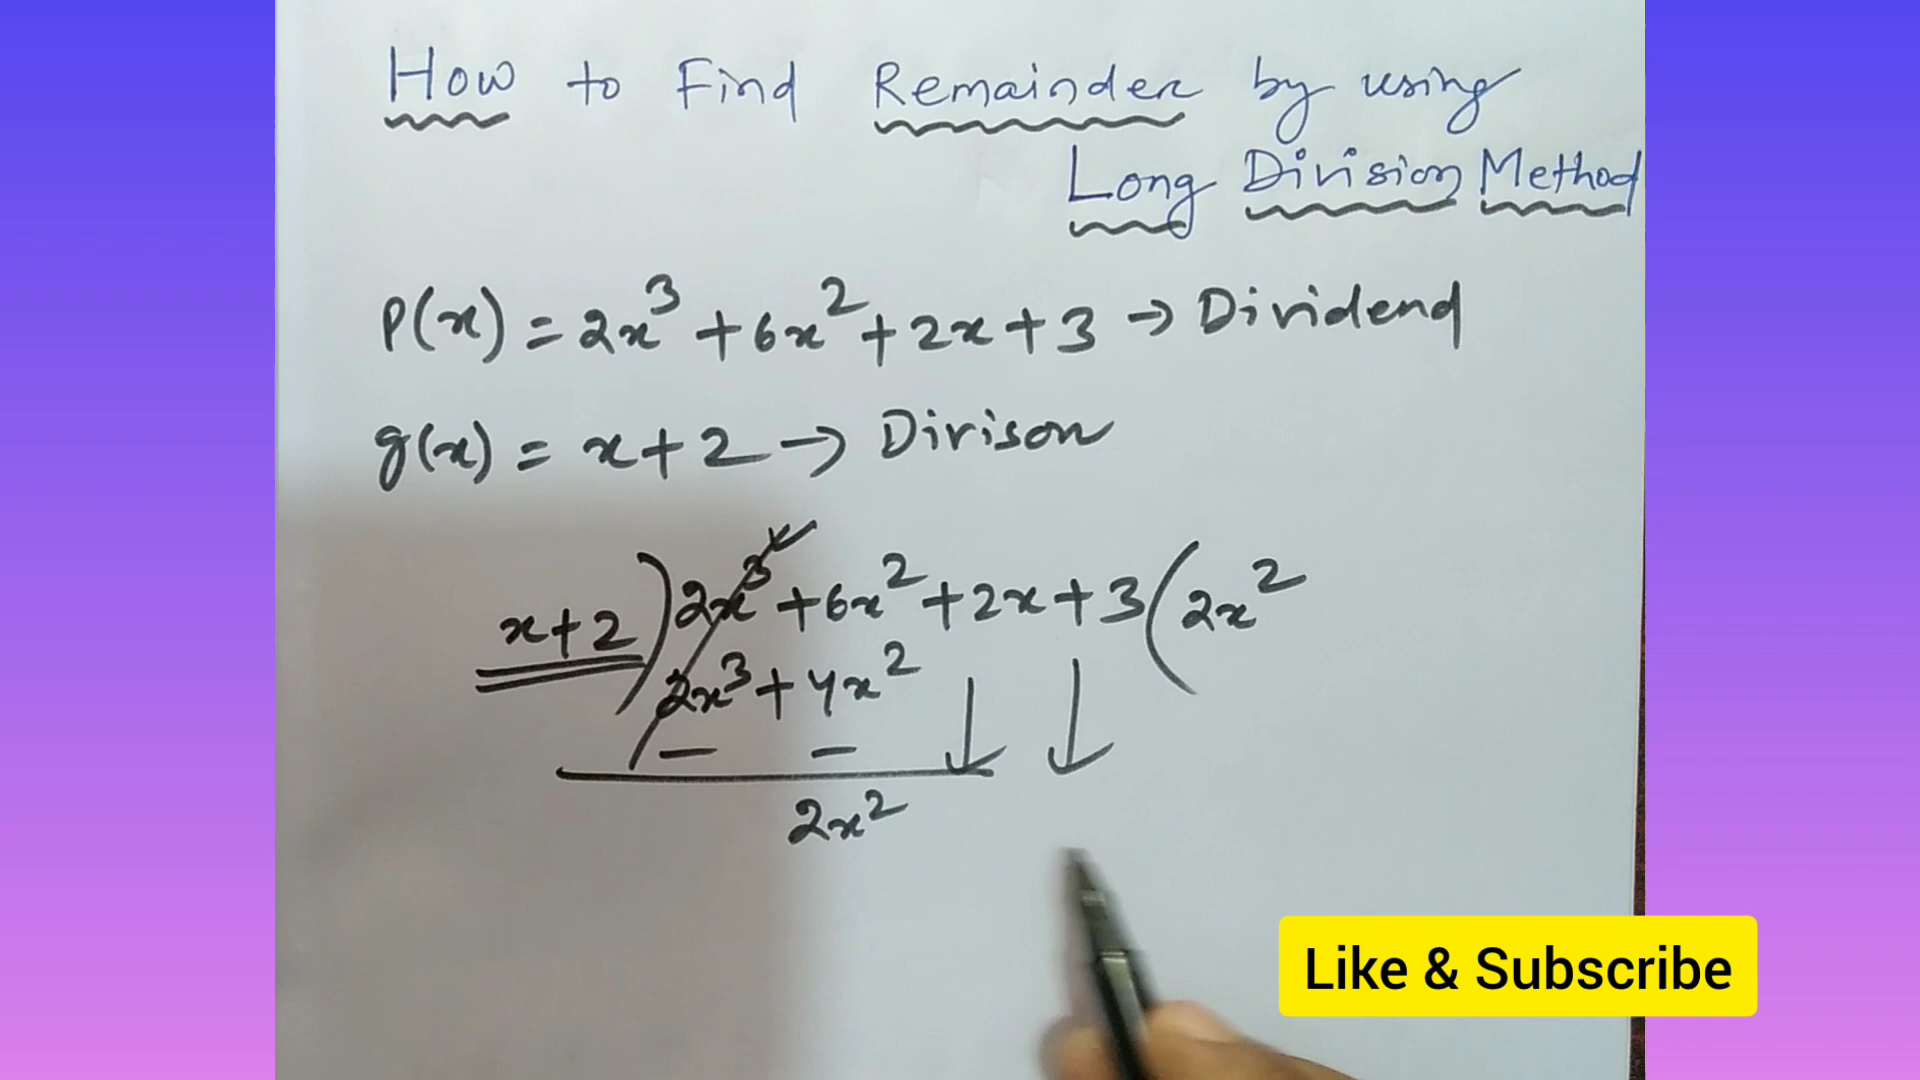 How to Find Remainder by using
Long Division Method
P(x) = 2x³ + 6x² + 2x + 3 → Dividend
g(x) = x + 2 → Divison
x+2 ) 2x³ + 6x² + 2x + 3 ( 2x²
2x³ + 4x²
− −
2x²
Like & Subscribe